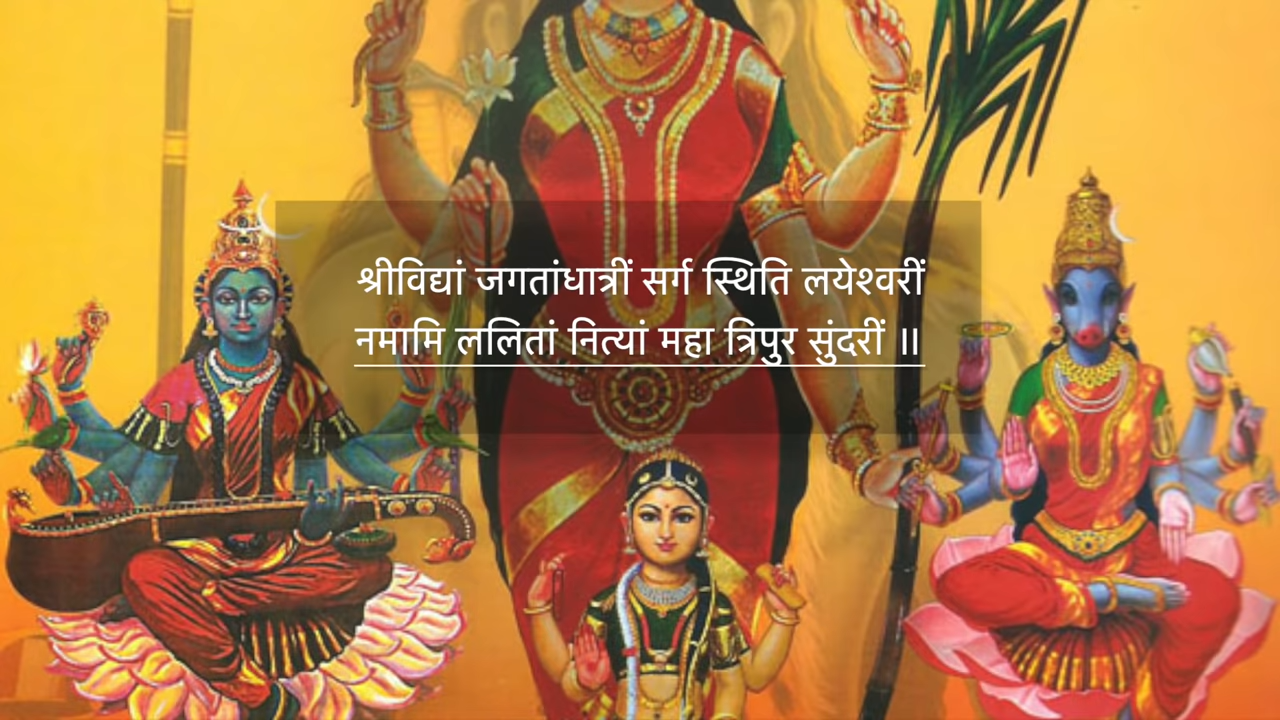 श्रीविद्यां जगतांधात्रीं सर्ग स्थिति लयेश्वरीं
नमामि ललितां नित्यां महा त्रिपुर सुंदरीं ॥